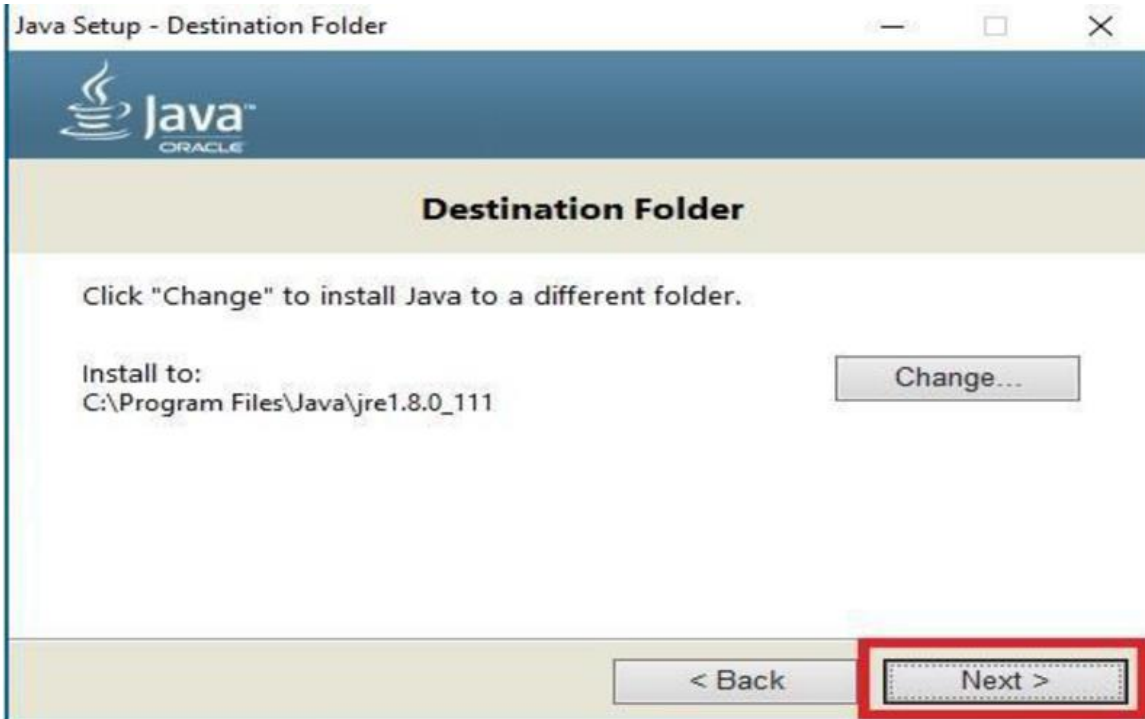 Java Setup - Destination Folder
Java™
ORACLE
Destination Folder
Click "Change" to install Java to a different folder.
Install to:
Change...
C:\Program Files\Java\jre1.8.0_111
< Back
Next >